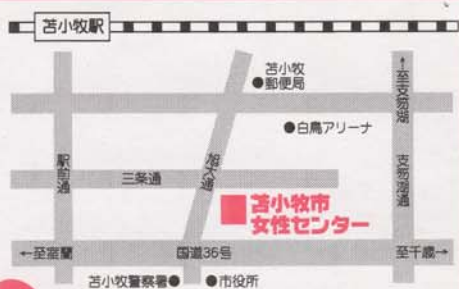 苫小牧駅
苫小牧
郵便局
←至支笏湖
白鳥アリーナ
駅前通
三条通
旭大通
支笏湖通
苫小牧市
女性センター
←至室蘭
国道36号
至千歳→
苫小牧警察署
市役所